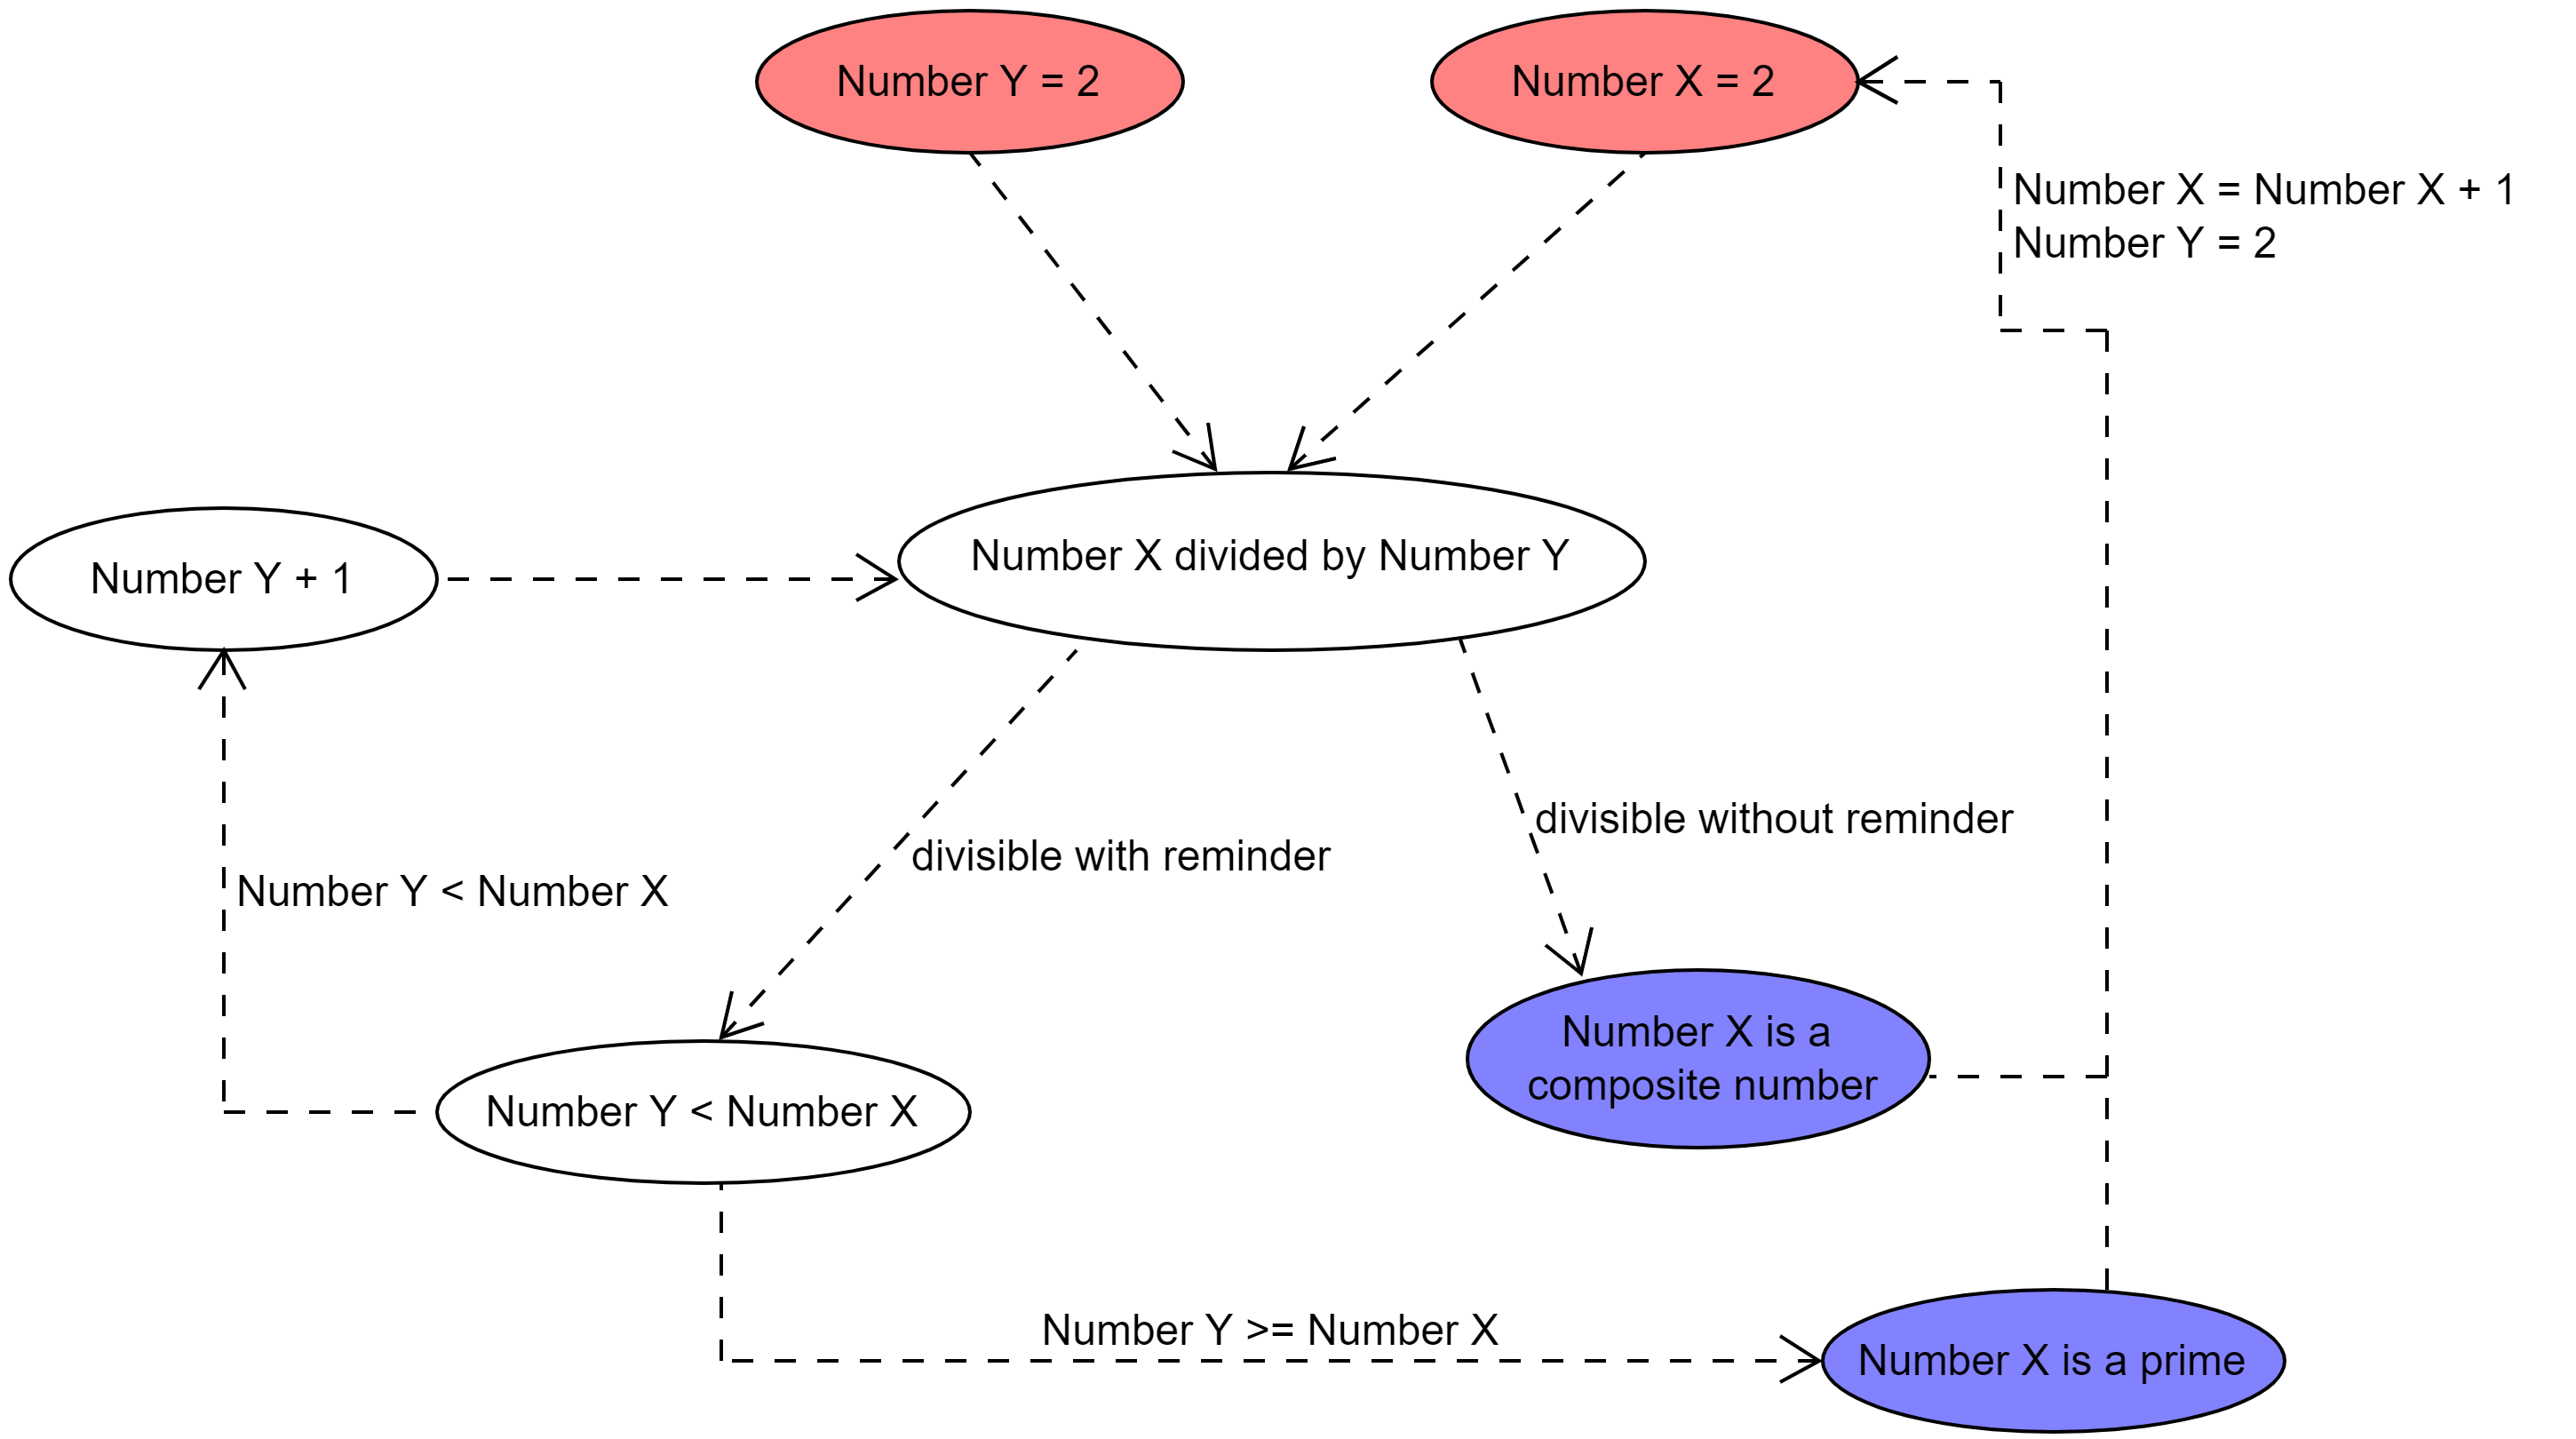 Number Y = 2
Number X = 2
Number X = Number X + 1
Number Y = 2
Number X divided by Number Y
Number Y + 1
divisible without reminder
divisible with reminder
Number Y < Number X
Number X is a
composite number
Number Y < Number X
Number Y >= Number X
Number X is a prime